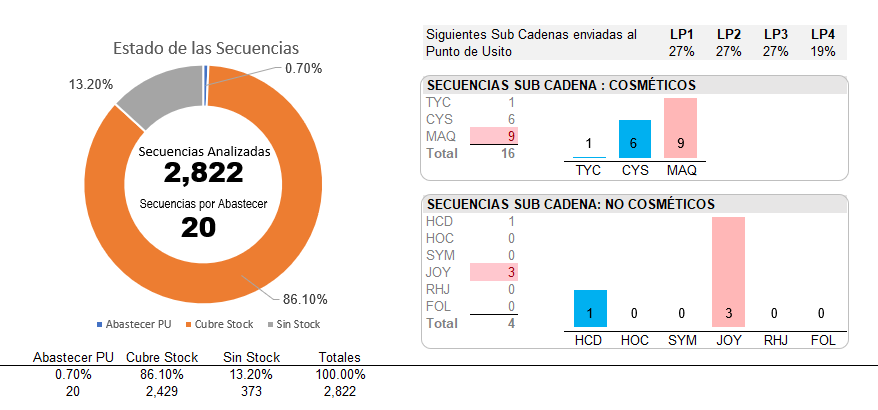 Estado de las Secuencias
0.70%
13.20%
Secuencias Analizadas
2,822
Secuencias por Abastecer
20
86.10%
Abastecer PU Cubre Stock Sin Stock
Abastecer PU Cubre Stock Sin Stock Totales
0.70% 86.10% 13.20% 100.00%
20 2,429 373 2,822
Siguientes Sub Cadenas enviadas al LP1 LP2 LP3 LP4
Punto de Usito 27% 27% 27% 19%
SECUENCIAS SUB CADENA : COSMÉTICOS
TYC 1
CYS 6
MAQ 9
Total 16
1 6 9
TYC CYS MAQ
SECUENCIAS SUB CADENA: NO COSMÉTICOS
HCD 1
HOC 0
SYM 0
JOY 3
RHJ 0
FOL 0
Total 4
1 0 0 3 0 0
HCD HOC SYM JOY RHJ FOL